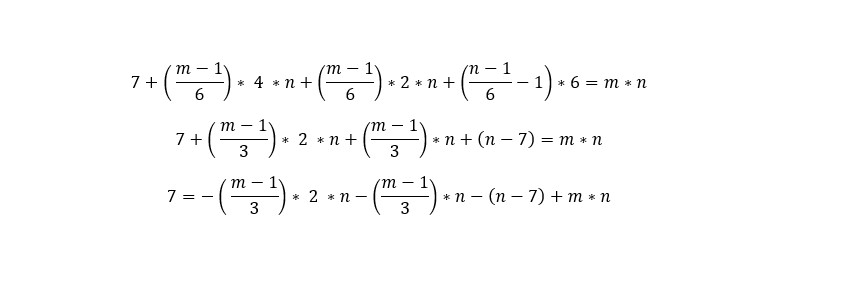 7 + ((m − 1)/6) ∗ 4 ∗ n + ((m − 1)/6) ∗ 2 ∗ n + ((n − 1)/6 − 1) ∗ 6 = m ∗ n
7 + ((m − 1)/3) ∗ 2 ∗ n + ((m − 1)/3) ∗ n + (n − 7) = m ∗ n
7 = −((m − 1)/3) ∗ 2 ∗ n − ((m − 1)/3) ∗ n − (n − 7) + m ∗ n